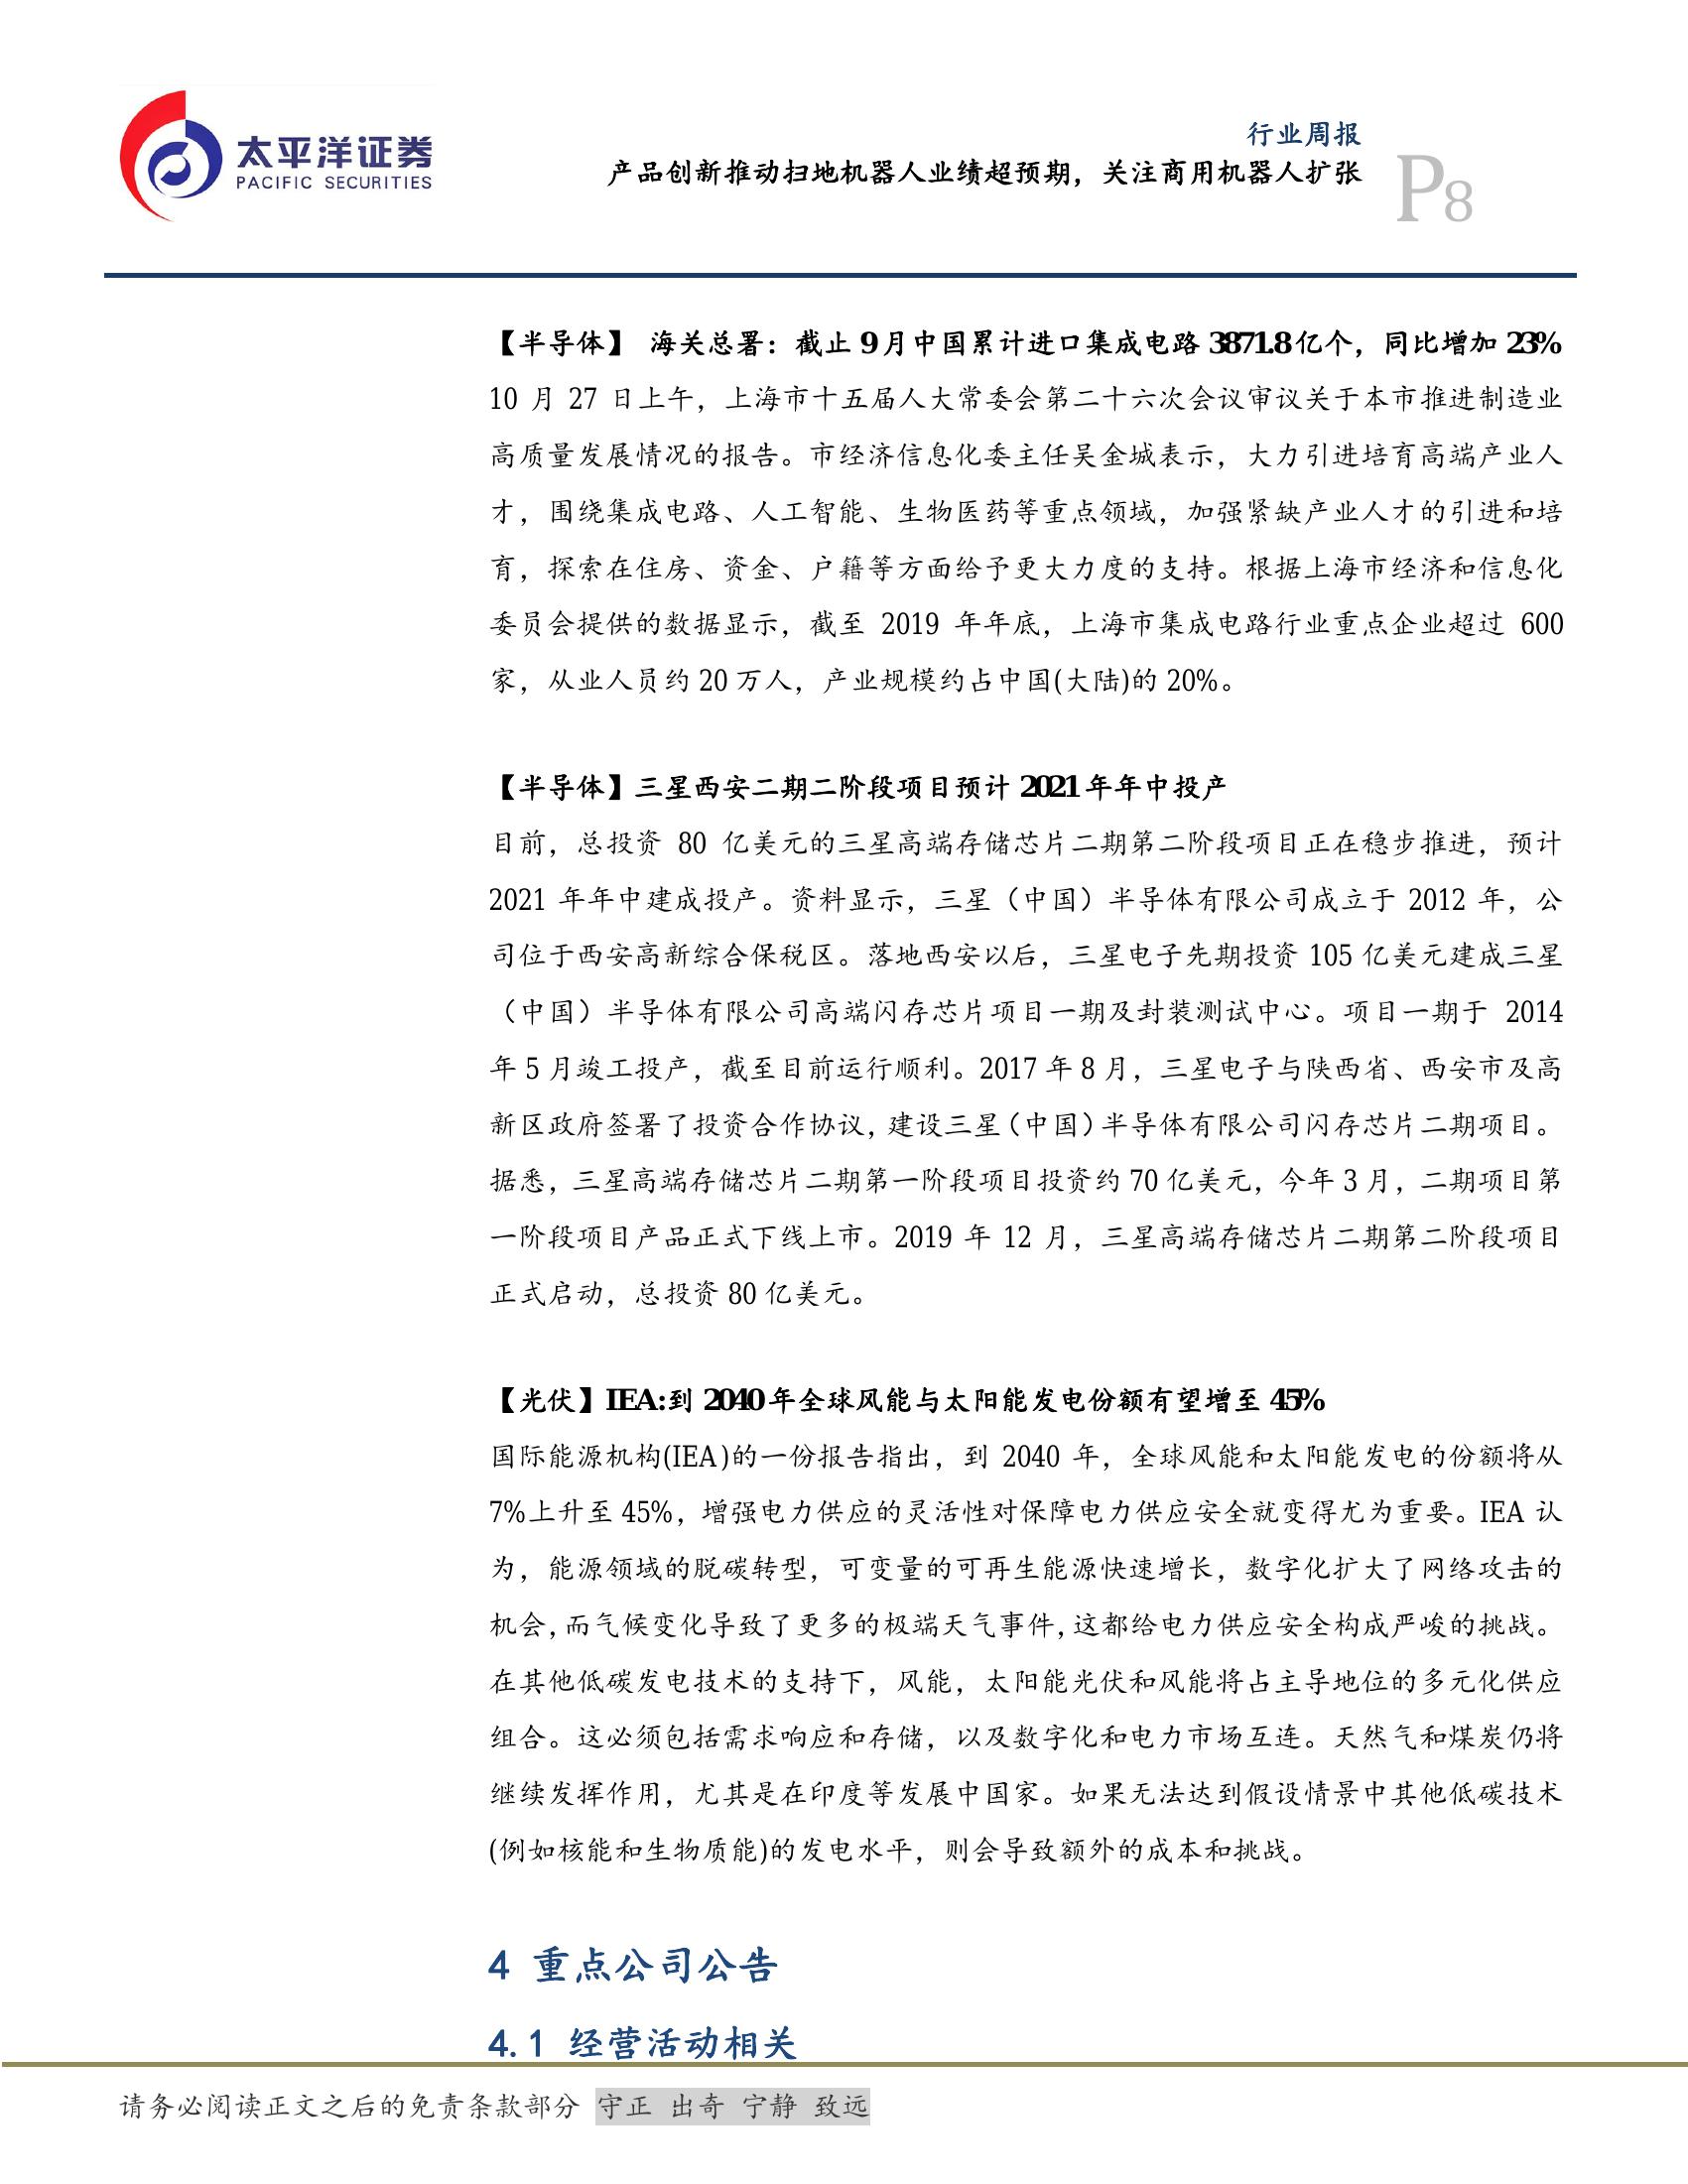 太平洋证券
PACIFIC SECURITIES
行业周报
产品创新推动扫地机器人业绩超预期，关注商用机器人扩张
P8
【半导体】 海关总署：截止9月中国累计进口集成电路3871.8亿个，同比增加23%
10 月 27 日上午，上海市十五届人大常委会第二十六次会议审议关于本市推进制造业
高质量发展情况的报告。市经济信息化委主任吴金城表示，大力引进培育高端产业人
才，围绕集成电路、人工智能、生物医药等重点领域，加强紧缺产业人才的引进和培
育，探索在住房、资金、户籍等方面给予更大力度的支持。根据上海市经济和信息化
委员会提供的数据显示，截至 2019 年年底，上海市集成电路行业重点企业超过 600
家，从业人员约 20 万人，产业规模约占中国(大陆)的 20%。
【半导体】三星西安二期二阶段项目预计 2021 年年中投产
目前，总投资 80 亿美元的三星高端存储芯片二期第二阶段项目正在稳步推进，预计
2021 年年中建成投产。资料显示，三星（中国）半导体有限公司成立于 2012 年，公
司位于西安高新综合保税区。落地西安以后，三星电子先期投资 105 亿美元建成三星
（中国）半导体有限公司高端闪存芯片项目一期及封装测试中心。项目一期于 2014
年 5 月竣工投产，截至目前运行顺利。2017 年 8 月，三星电子与陕西省、西安市及高
新区政府签署了投资合作协议，建设三星（中国）半导体有限公司闪存芯片二期项目。
据悉，三星高端存储芯片二期第一阶段项目投资约 70 亿美元，今年 3 月，二期项目第
一阶段项目产品正式下线上市。2019 年 12 月，三星高端存储芯片二期第二阶段项目
正式启动，总投资 80 亿美元。
【光伏】IEA:到 2040 年全球风能与太阳能发电份额有望增至 45%
国际能源机构(IEA)的一份报告指出，到 2040 年，全球风能和太阳能发电的份额将从
7%上升至 45%，增强电力供应的灵活性对保障电力供应安全就变得尤为重要。IEA 认
为，能源领域的脱碳转型，可变量的可再生能源快速增长，数字化扩大了网络攻击的
机会，而气候变化导致了更多的极端天气事件，这都给电力供应安全构成严峻的挑战。
在其他低碳发电技术的支持下，风能，太阳能光伏和风能将占主导地位的多元化供应
组合。这必须包括需求响应和存储，以及数字化和电力市场互连。天然气和煤炭仍将
继续发挥作用，尤其是在印度等发展中国家。如果无法达到假设情景中其他低碳技术
(例如核能和生物质能)的发电水平，则会导致额外的成本和挑战。
4 重点公司公告
4.1 经营活动相关
请务必阅读正文之后的免责条款部分 守正 出奇 宁静 致远